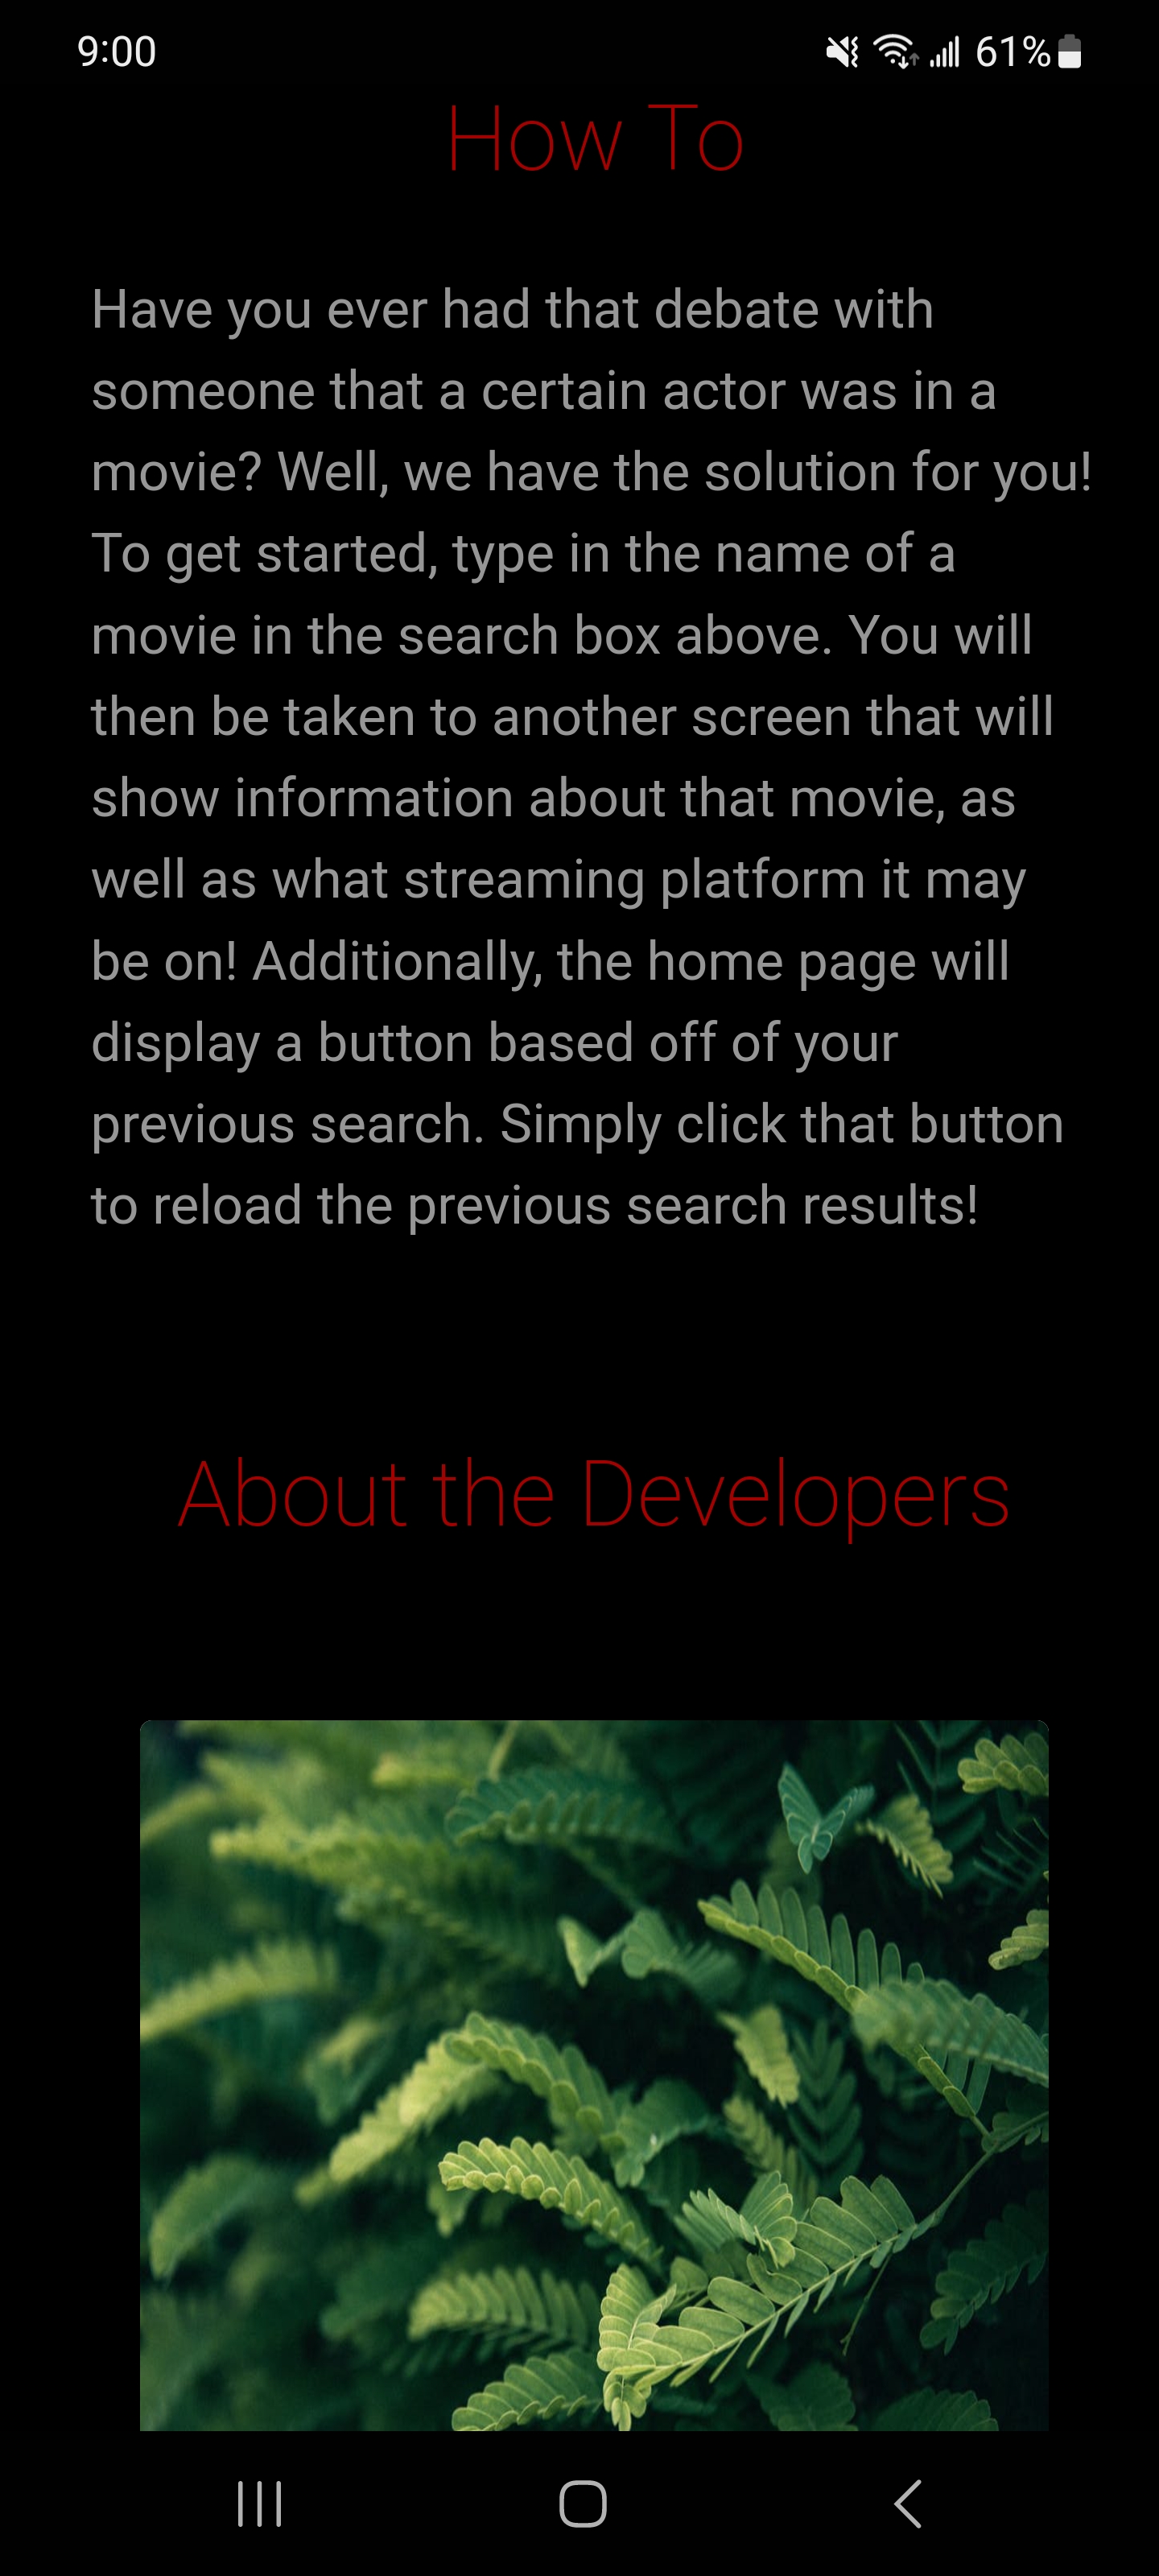 9:00
61%
How To
Have you ever had that debate with
someone that a certain actor was in a
movie? Well, we have the solution for you!
To get started, type in the name of a
movie in the search box above. You will
then be taken to another screen that will
show information about that movie, as
well as what streaming platform it may
be on! Additionally, the home page will
display a button based off of your
previous search. Simply click that button
to reload the previous search results!
About the Developers